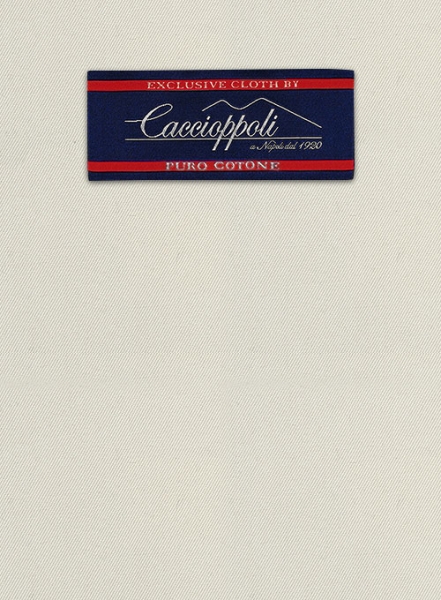 EXCLUSIVE CLOTH BY
Caccioppoli
a Napoli dal 1920
PURO COTONE